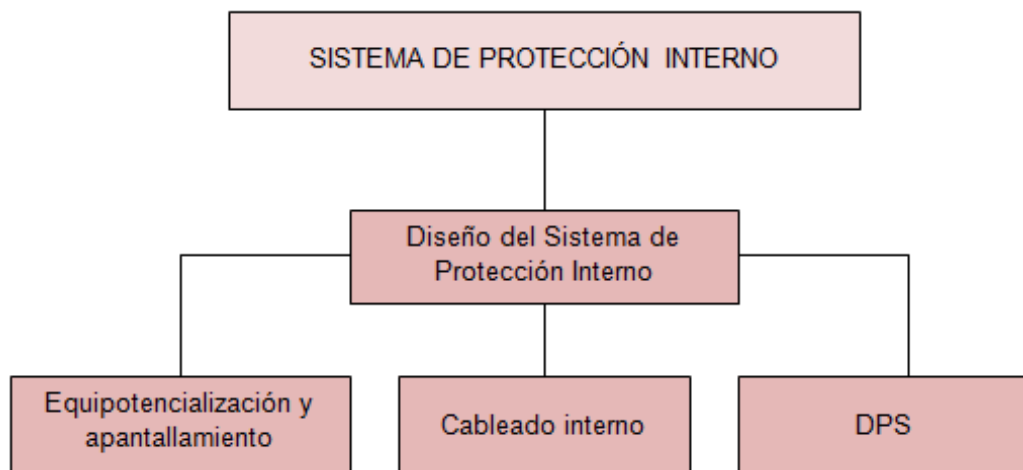 SISTEMA DE PROTECCIÓN INTERNO
Diseño del Sistema de
Protección Interno
Equipotencialización y
apantallamiento
Cableado interno
DPS